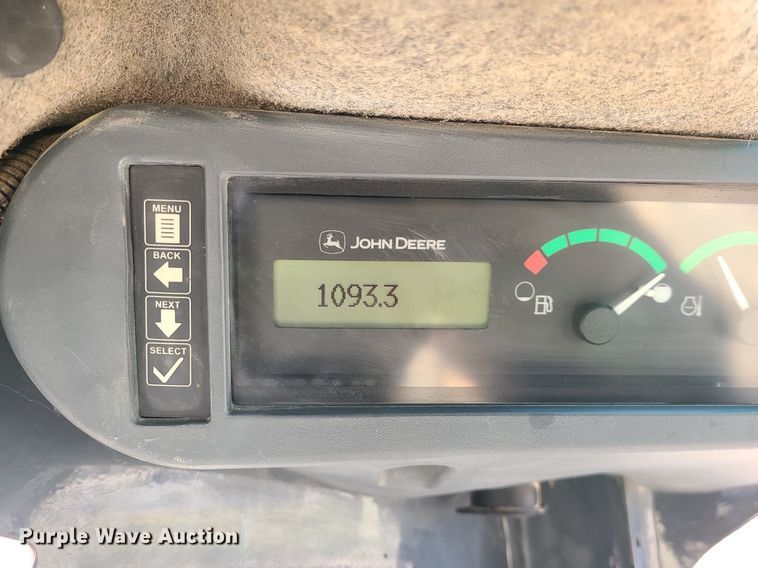 MENU
BACK
NEXT
SELECT
JOHN DEERE
1093.3
Purple Wave Auction